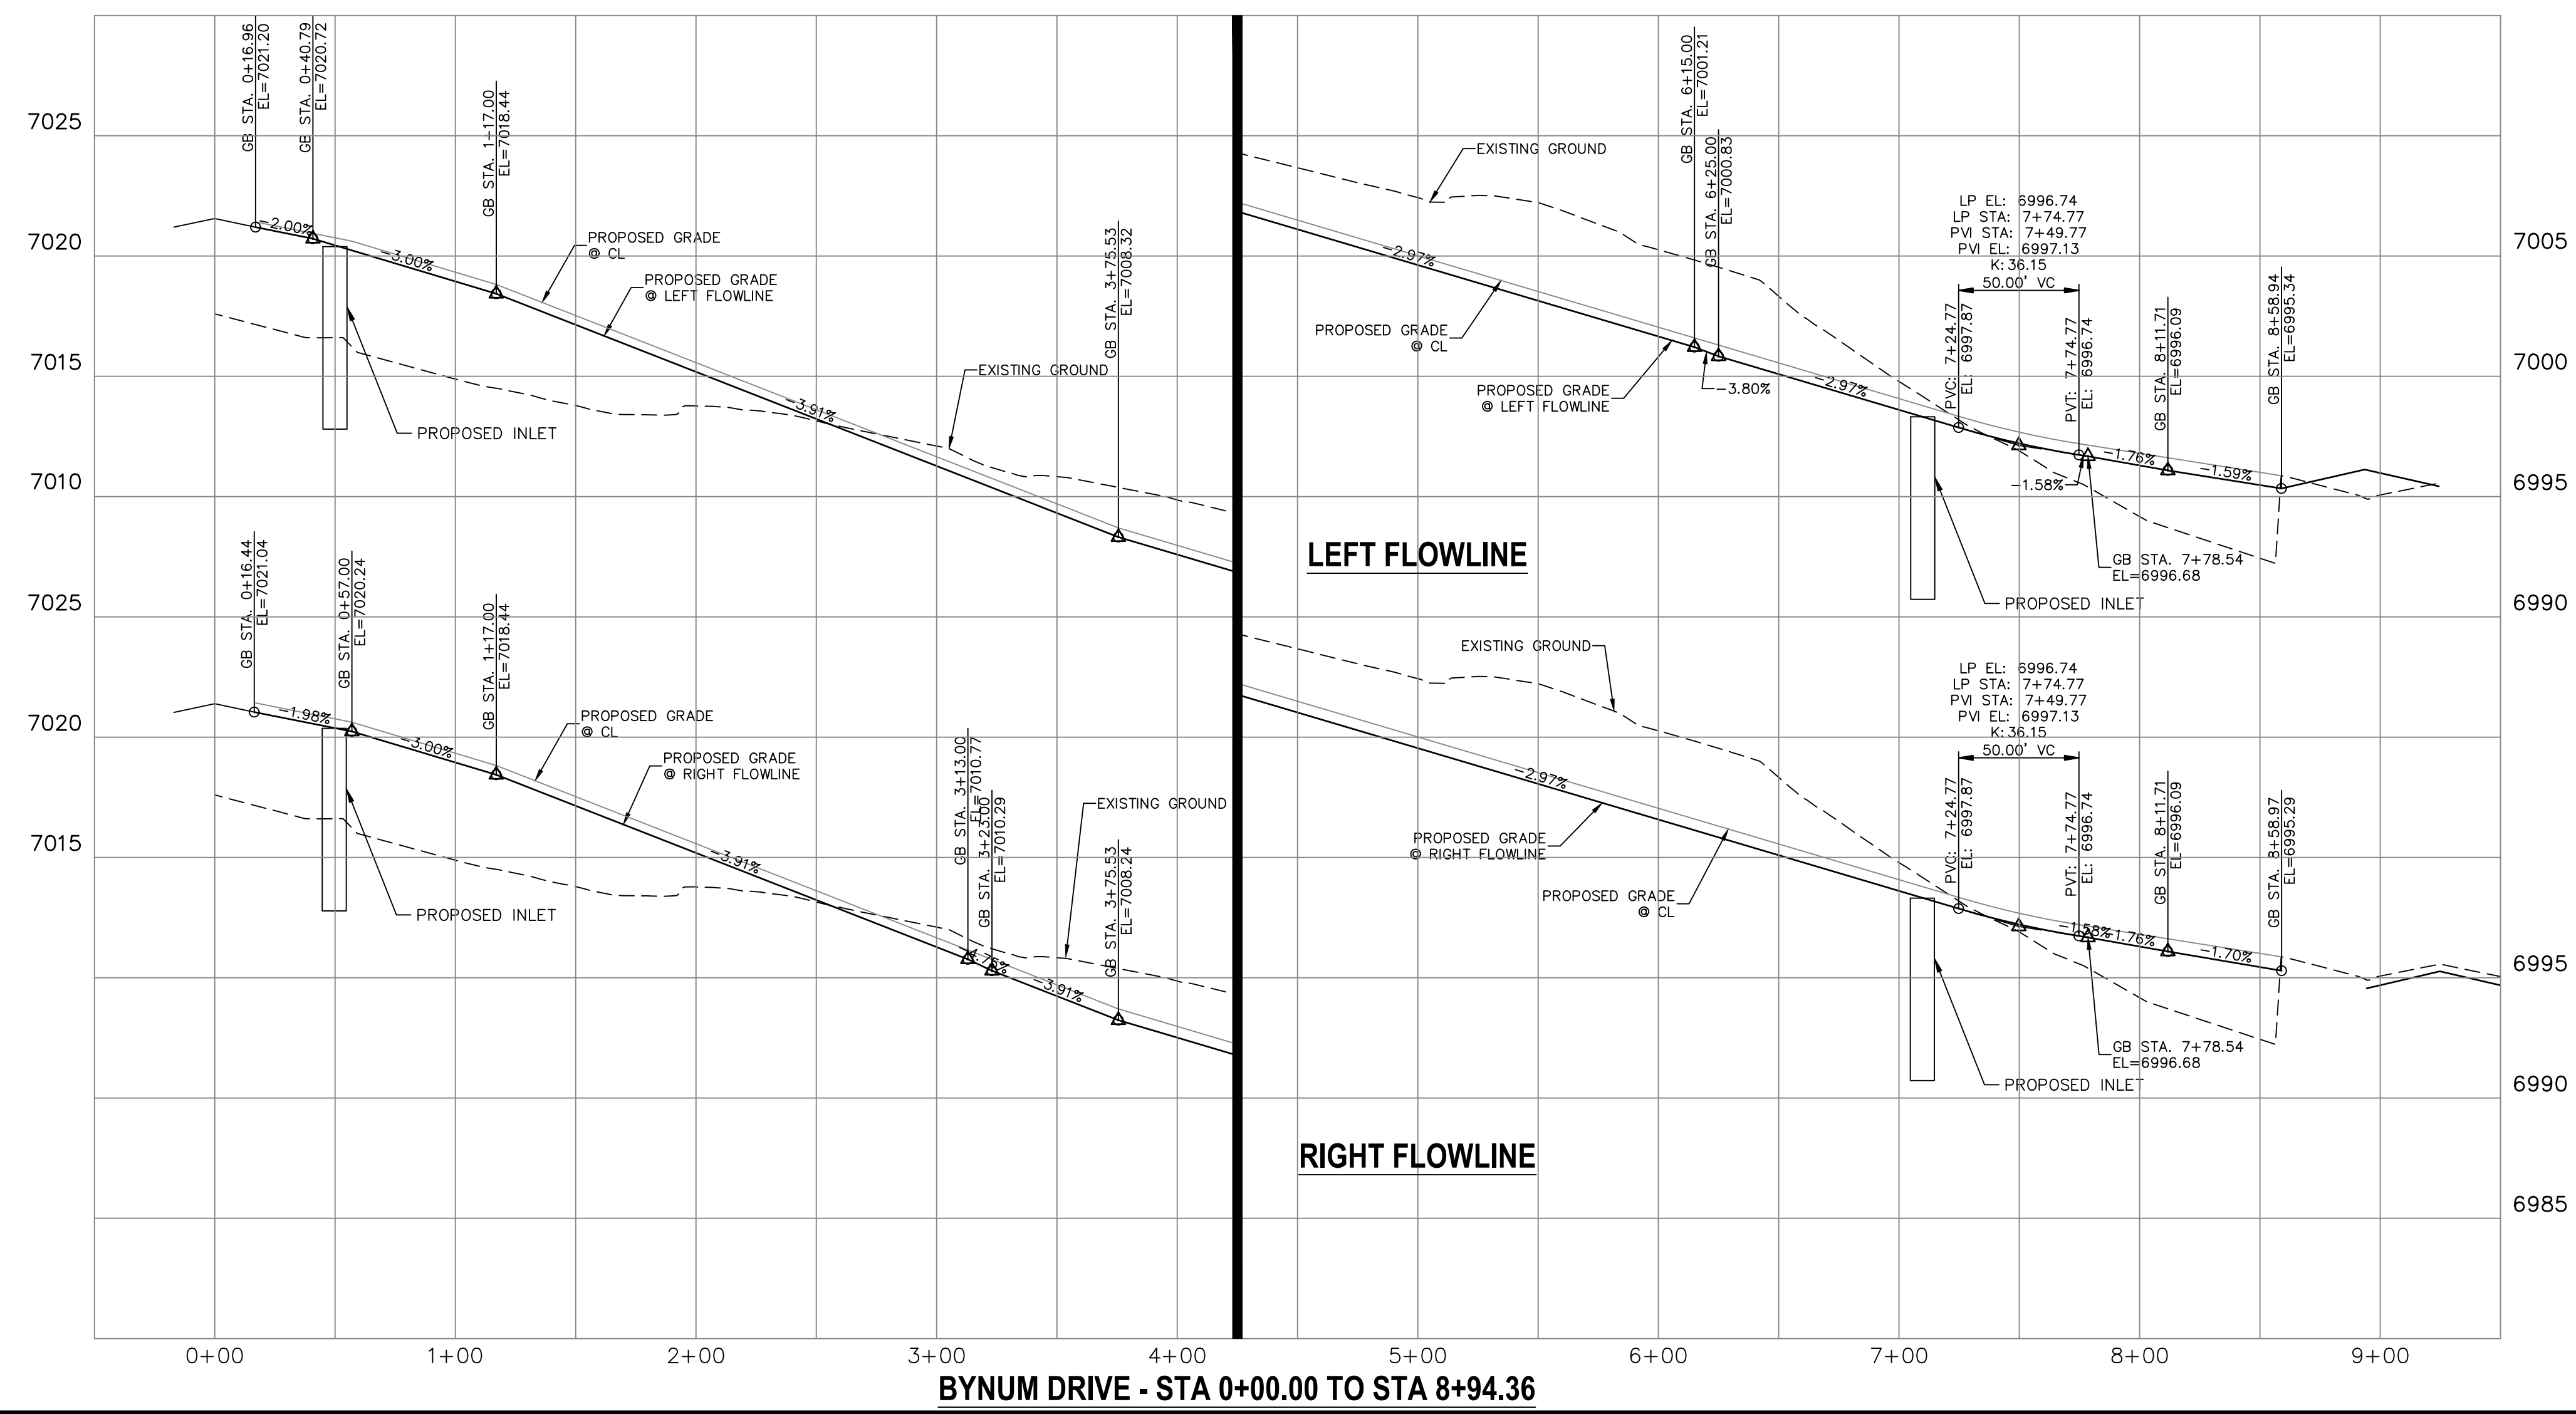 GB STA. 0+16.96
EL=7021.20
GB STA. 0+40.79
EL=7020.72
GB STA. 1+17.00
EL=7018.44
GB STA. 3+75.53
EL=7008.32
7025
7020
7015
7010
-2.00%
-3.00%
-3.91%
PROPOSED GRADE
@ CL
PROPOSED GRADE
@ LEFT FLOWLINE
EXISTING GROUND
PROPOSED INLET
EXISTING GROUND
GB STA. 6+15.00
EL=7001.21
GB STA. 6+25.00
EL=7000.83
-2.97%
PROPOSED GRADE
@ CL
PROPOSED GRADE
@ LEFT FLOWLINE
-3.80%
-2.97%
LP EL: 6996.74
LP STA: 7+74.77
PVI STA: 7+49.77
PVI EL: 6997.13
K: 36.15
50.00' VC
PVC: 7+24.77
EL: 6997.87
PVT: 7+74.77
EL: 6996.74
GB STA. 8+11.71
EL=6996.09
GB STA. 8+58.94
EL=6995.34
-1.58%
-1.76%
-1.59%
GB STA. 7+78.54
EL=6996.68
PROPOSED INLET
7005
7000
6995
6990
LEFT FLOWLINE
7025
7020
7015
GB STA. 0+16.44
EL=7021.04
GB STA. 0+57.00
EL=7020.24
GB STA. 1+17.00
EL=7018.44
-1.98%
-3.00%
-3.91%
PROPOSED GRADE
@ CL
PROPOSED GRADE
@ RIGHT FLOWLINE
PROPOSED INLET
GB STA. 3+13.00
EL=7010.77
GB STA. 3+23.00
EL=7010.29
-4.75%
-3.91%
EXISTING GROUND
GB STA. 3+75.53
EL=7008.24
EXISTING GROUND
-2.97%
PROPOSED GRADE
@ RIGHT FLOWLINE
PROPOSED GRADE
@ CL
LP EL: 6996.74
LP STA: 7+74.77
PVI STA: 7+49.77
PVI EL: 6997.13
K: 36.15
50.00' VC
PVC: 7+24.77
EL: 6997.87
PVT: 7+74.77
EL: 6996.74
GB STA. 8+11.71
EL=6996.09
GB STA. 8+58.97
EL=6995.29
-1.58%
-1.76%
-1.70%
GB STA. 7+78.54
EL=6996.68
PROPOSED INLET
6995
6990
6985
RIGHT FLOWLINE
0+00 1+00 2+00 3+00 4+00 5+00 6+00 7+00 8+00 9+00
BYNUM DRIVE - STA 0+00.00 TO STA 8+94.36